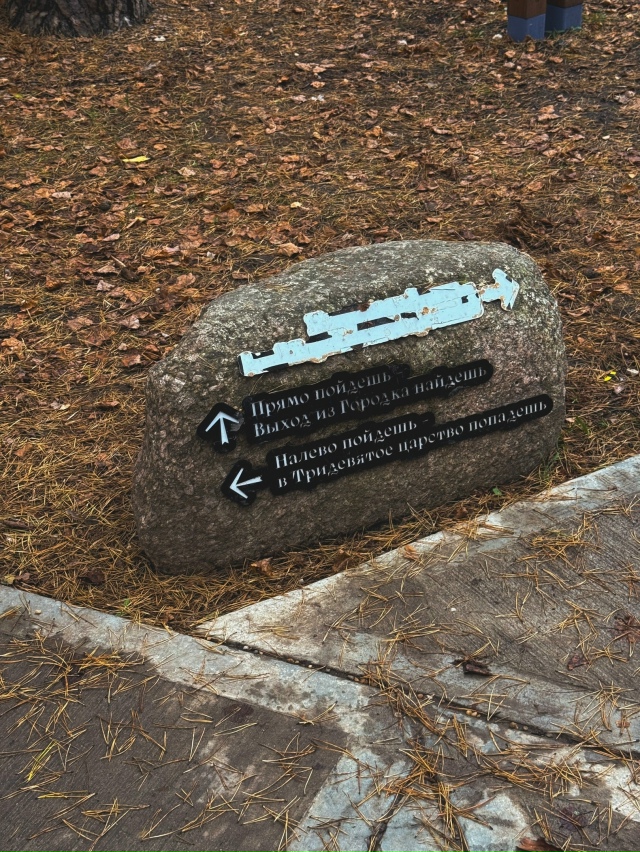 Прямо пойдешь
Выход из Городка найдешь
Налево пойдешь -
в Тридевятое царство попадешь